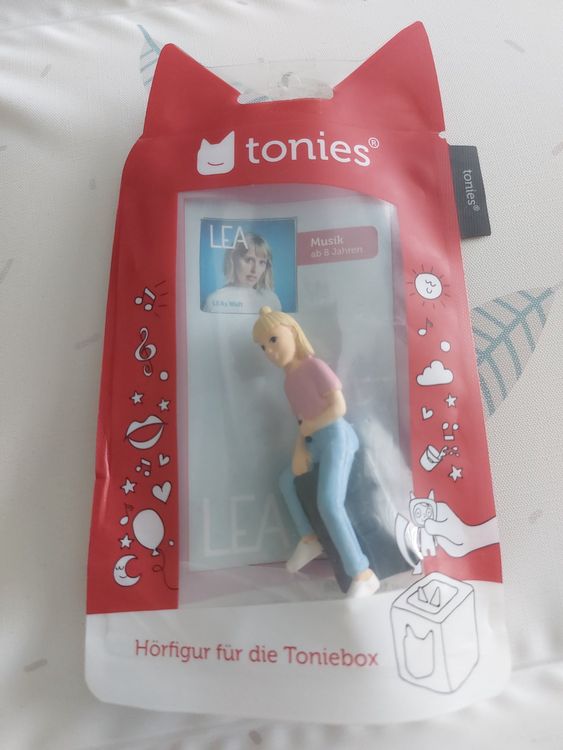 tonies®
tonies®
LEA
Musik
ab 8 Jahren
LEAs Welt
LEA
Hörfigur für die Toniebox